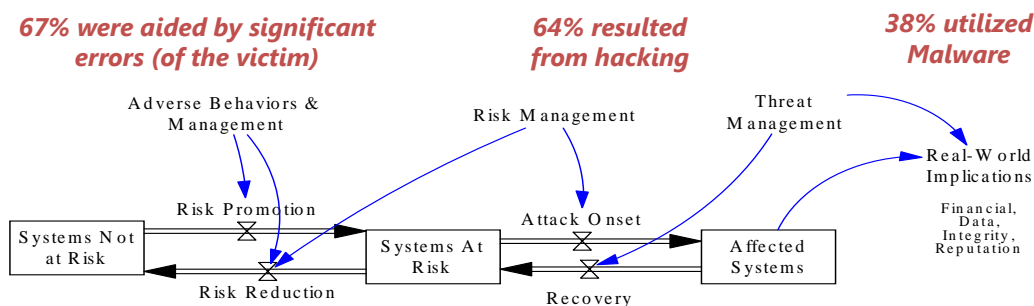 67% were aided by significant
errors (of the victim)
64% resulted
from hacking
38% utilized
Malware
Adverse Behaviors &
Management
Risk Management
Threat
Management
Real-World
Implications
Financial,
Data,
Integrity,
Reputation
Risk Promotion
Attack Onset
Systems Not
at Risk
Systems At
Risk
Affected
Systems
Risk Reduction
Recovery